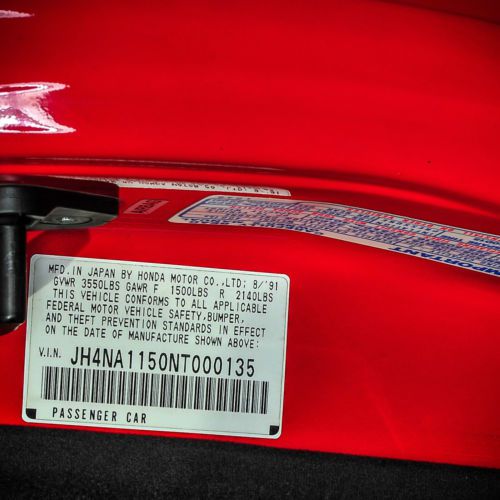 MFD.IN JAPAN BY HONDA MOTOR CO.,LTD; 8/'91
GVWR 3550LBS GAWR F 1500LBS R 2140LBS
THIS VEHICLE CONFORMS TO ALL APPLICABLE
FEDERAL MOTOR VEHICLE SAFETY,BUMPER,
AND THEFT PREVENTION STANDARDS IN EFFECT
ON THE DATE OF MANUFACTURE SHOWN ABOVE:
V.I.N. JH4NA1150NT000135
PASSENGER CAR